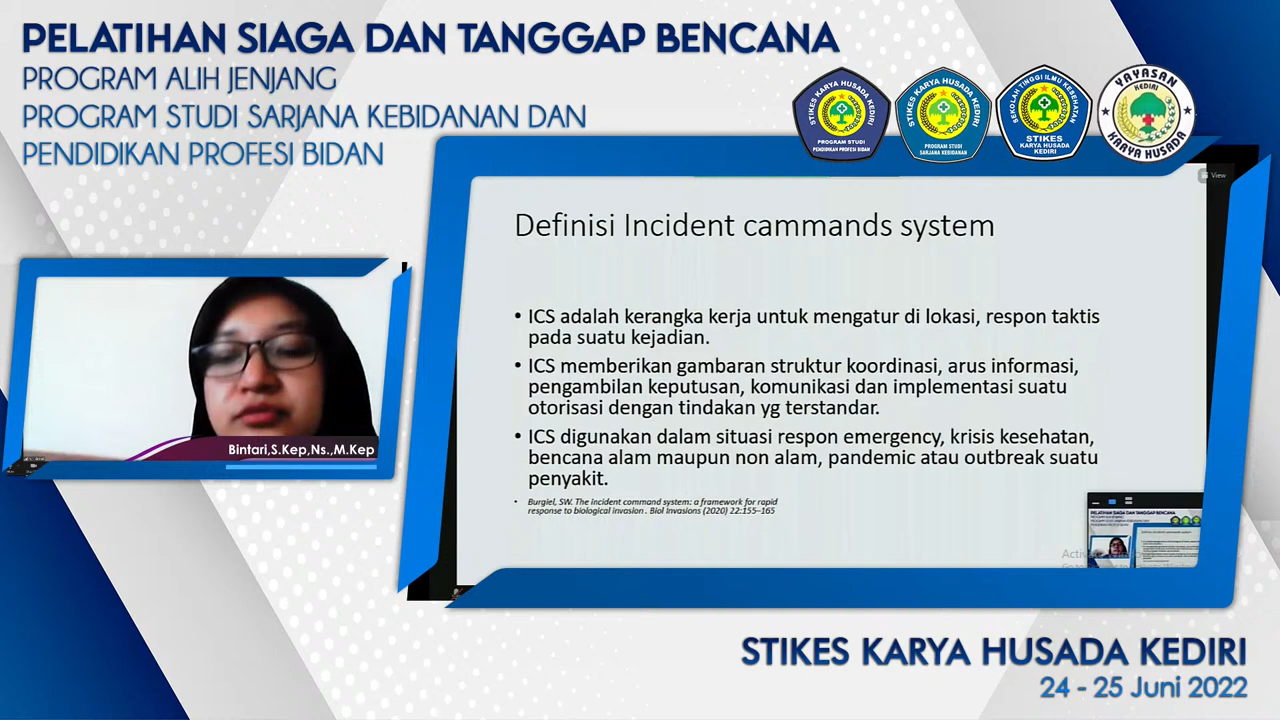 PELATIHAN SIAGA DAN TANGGAP BENCANA
PROGRAM ALIH JENJANG
PROGRAM STUDI SARJANA KEBIDANAN DAN
PENDIDIKAN PROFESI BIDAN
STIKES KARYA HUSADA KEDIRI
PROGRAM STUDI
PENDIDIKAN PROFESI BIDAN
STIKES KARYA HUSADA KEDIRI
PROGRAM STUDI
SARJANA KEBIDANAN
SEKOLAH TINGGI ILMU KESEHATAN
STIKES
KARYA HUSADA
KEDIRI
YAYASAN
KEDIRI
KARYA HUSADA
View
Definisi Incident cammands system
• ICS adalah kerangka kerja untuk mengatur di lokasi, respon taktis
pada suatu kejadian.
• ICS memberikan gambaran struktur koordinasi, arus informasi,
pengambilan keputusan, komunikasi dan implementasi suatu
otorisasi dengan tindakan yg terstandar.
• ICS digunakan dalam situasi respon emergency, krisis kesehatan,
bencana alam maupun non alam, pandemic atau outbreak suatu
penyakit.
• Burgiel, SW. The incident command system: a framework for rapid
response to biological invasion. Biol Invasions (2020) 22:155–165
Bintari,S.Kep,Ns.,M.Kep
PELATIHAN SIAGA DAN TANGGAP BENCANA
STIKES KARYA HUSADA KEDIRI
24 - 25 Juni 2022